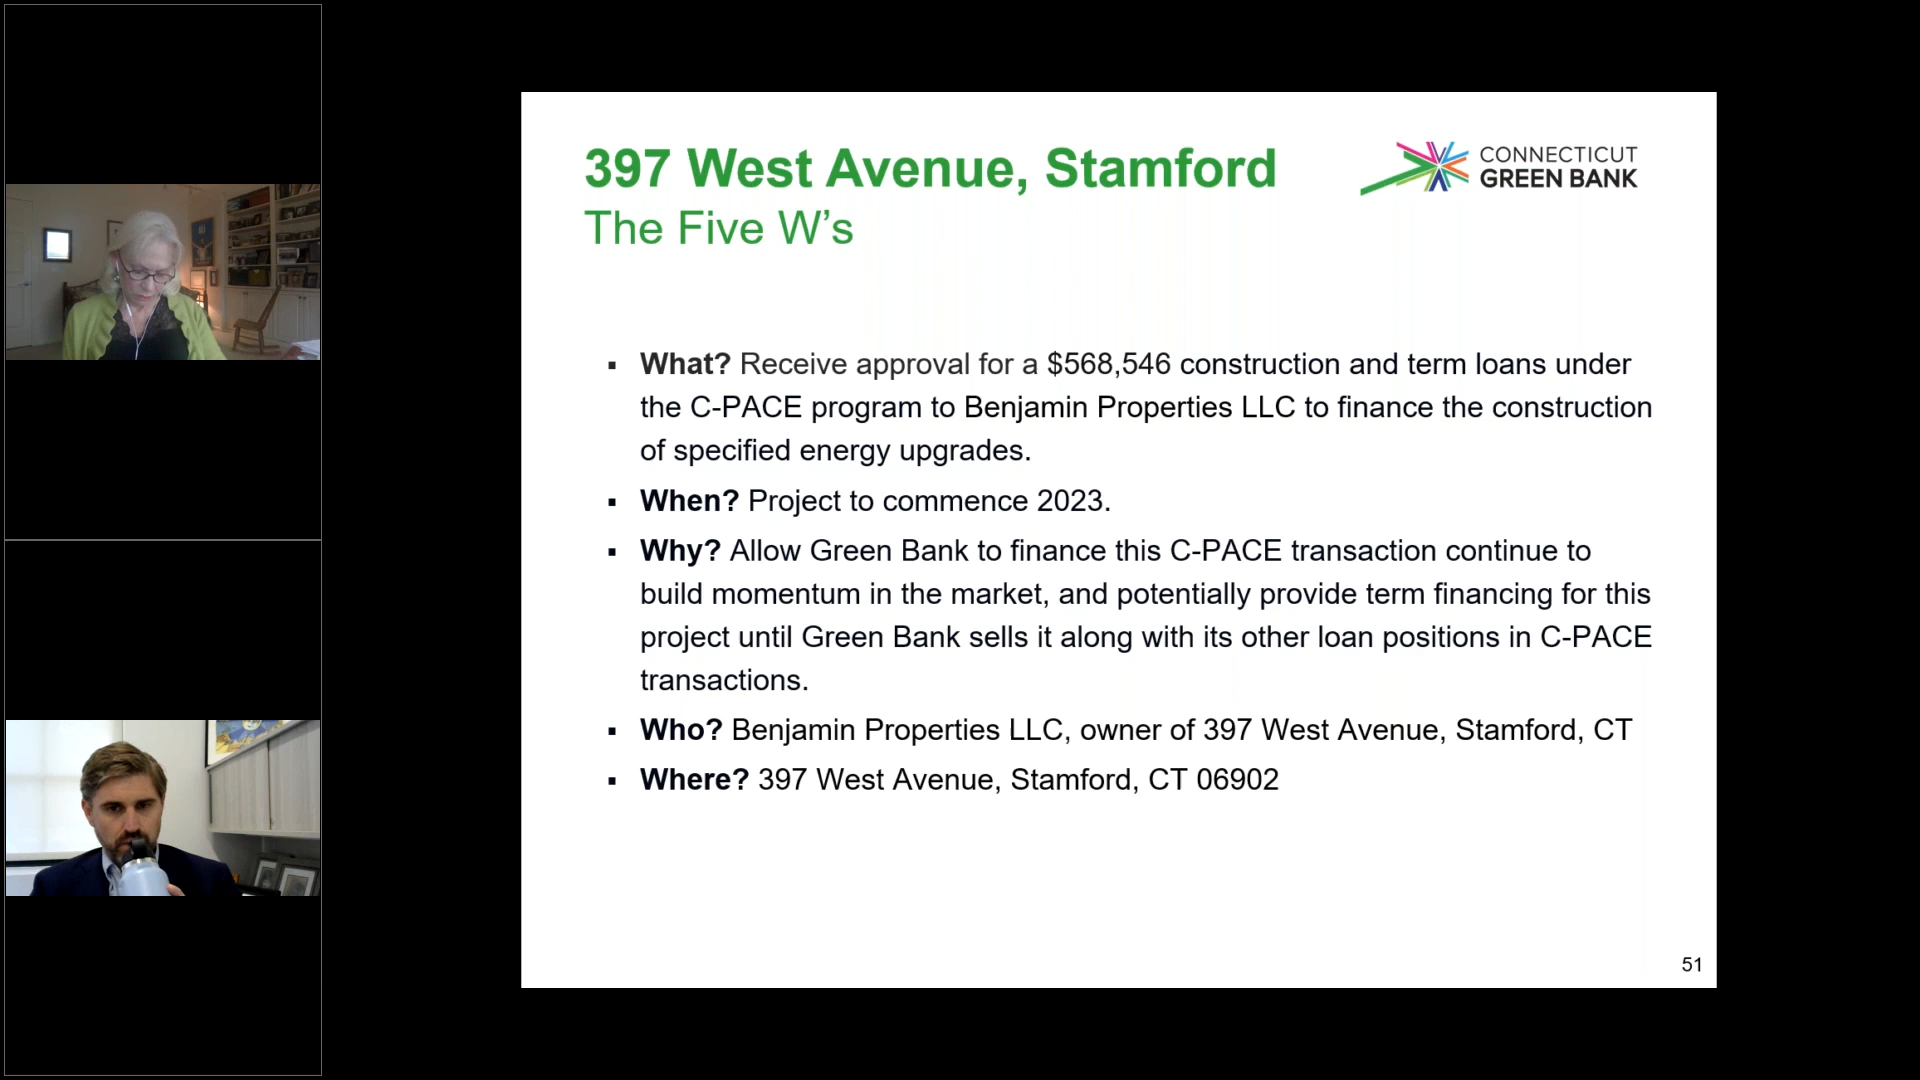 397 West Avenue, Stamford
The Five W’s
CONNECTICUT
GREEN BANK
▪ What? Receive approval for a $568,546 construction and term loans under
the C-PACE program to Benjamin Properties LLC to finance the construction
of specified energy upgrades.
▪ When? Project to commence 2023.
▪ Why? Allow Green Bank to finance this C-PACE transaction continue to
build momentum in the market, and potentially provide term financing for this
project until Green Bank sells it along with its other loan positions in C-PACE
transactions.
▪ Who? Benjamin Properties LLC, owner of 397 West Avenue, Stamford, CT
▪ Where? 397 West Avenue, Stamford, CT 06902
51